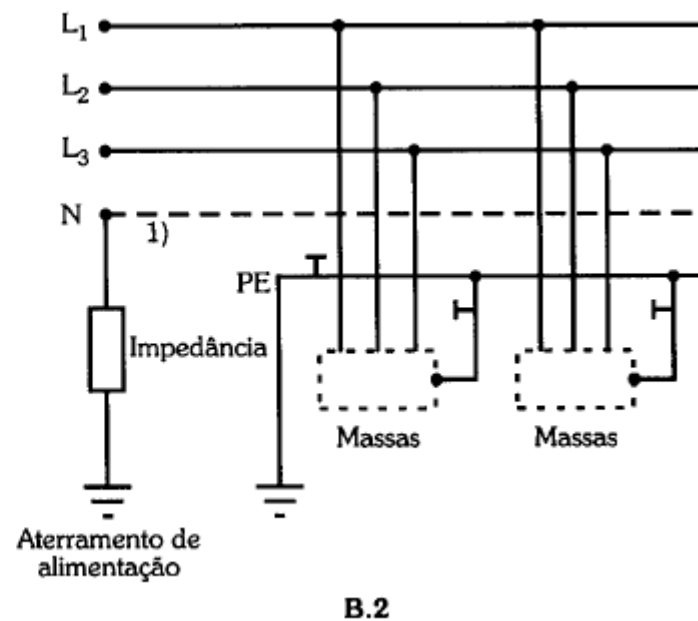 L1
L2
L3
N
1)
PE
Impedância
Massas
Massas
Aterramento de
alimentação
B.2